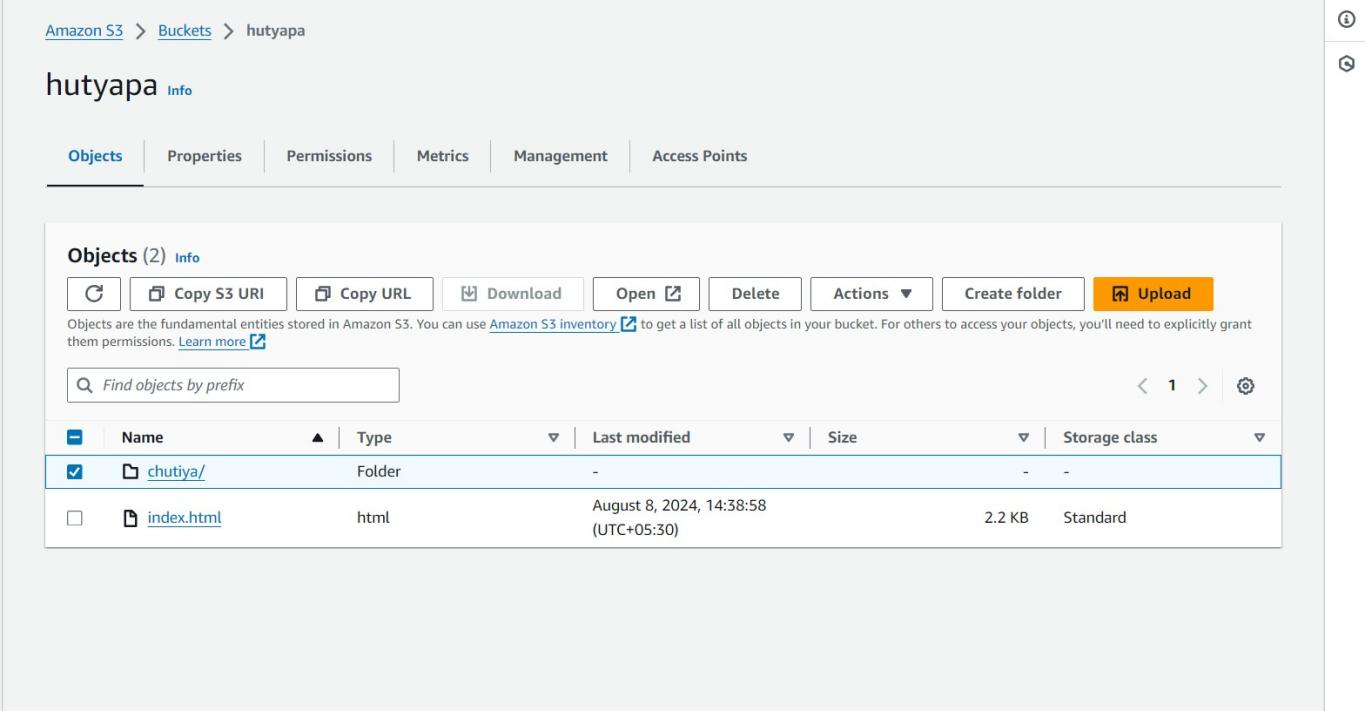 Amazon S3 > Buckets > hutyapa
hutyapa Info
Objects Properties Permissions Metrics Management Access Points
Objects (2) Info
Copy S3 URI Copy URL Download Open Delete Actions Create folder Upload
Objects are the fundamental entities stored in Amazon S3. You can use Amazon S3 inventory to get a list of all objects in your bucket. For others to access your objects, you'll need to explicitly grant
them permissions. Learn more
Find objects by prefix 1
Name Type Last modified Size Storage class
chutiya/ Folder - - -
index.html html August 8, 2024, 14:38:58 2.2 KB Standard
(UTC+05:30)